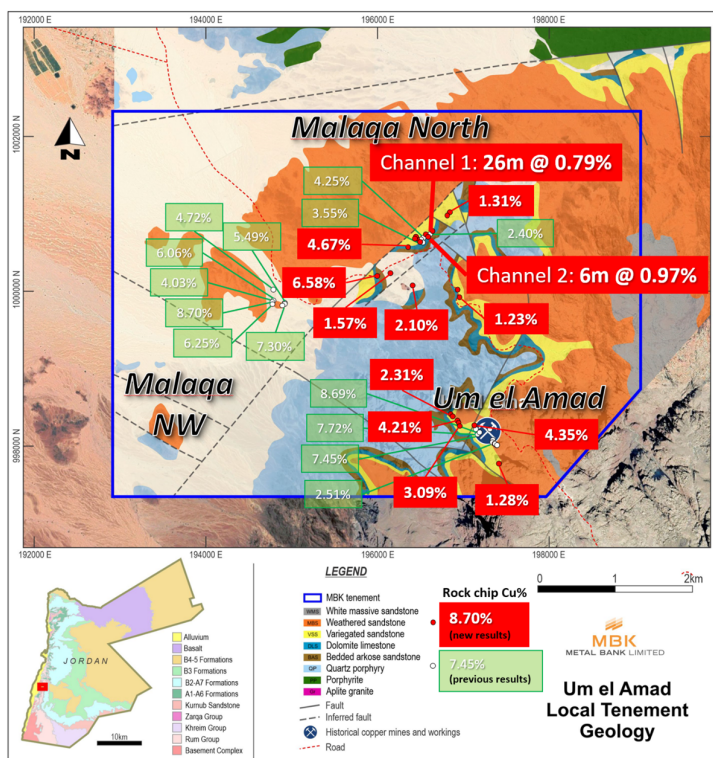 192000 E
194000 E
196000 E
198000 E
1002000 N
1000000 N
998000 N
N
Malaqa North
Channel 1: 26m @ 0.79%
4.25%
1.31%
4.72%
3.55%
5.49%
4.67%
2.40%
6.06%
6.58%
Channel 2: 6m @ 0.97%
4.03%
8.70%
1.57%
2.10%
1.23%
6.25%
7.30%
Malaqa
NW
2.31%
Um el Amad
8.69%
7.72%
4.21%
4.35%
7.45%
2.51%
3.09%
1.28%
192000 E
194000 E
196000 E
198000 E
JORDAN
10km
Alluvium
Basalt
B4-5 Formations
B3 Formations
B2-A7 Formations
A1-A6 Formations
Kurnub Sandstone
Zarqa Group
Khreim Group
Rum Group
Basement Complex
LEGEND
MBK tenement
WMS White massive sandstone
Weathered sandstone
VSS Variegated sandstone
DLS Dolomite limestone
BAS Bedded arkose sandstone
QP Quartz porphyry
Porphyrite
Aplite granite
Fault
Inferred fault
Historical copper mines and workings
Road
Rock chip Cu%
8.70%
(new results)
7.45%
(previous results)
0 1 2km
MBK
METAL BANK LIMITED
Um el Amad
Local Tenement
Geology